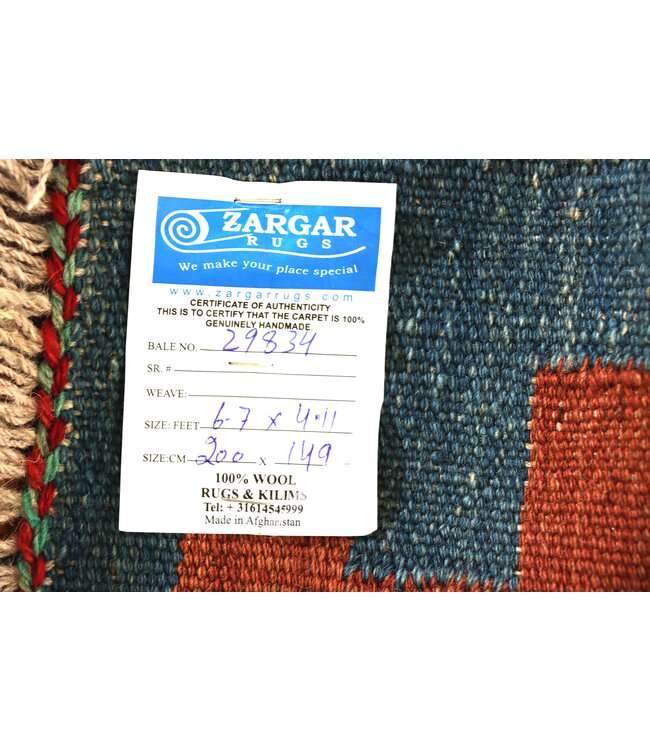 ZARGAR
RUGS
We make your place special
www.zargarrugs.com
CERTIFICATE OF AUTHENTICITY
THIS IS TO CERTIFY THAT THE CARPET IS 100%
GENUINELY HANDMADE.
BALE NO. 29834
SR. #
WEAVE:
SIZE: FEET 6-7 x 4.11
SIZE:CM 200 X 149
100% WOOL
RUGS & KILIMS
Tel: + 31614545999
Made in Afghanistan